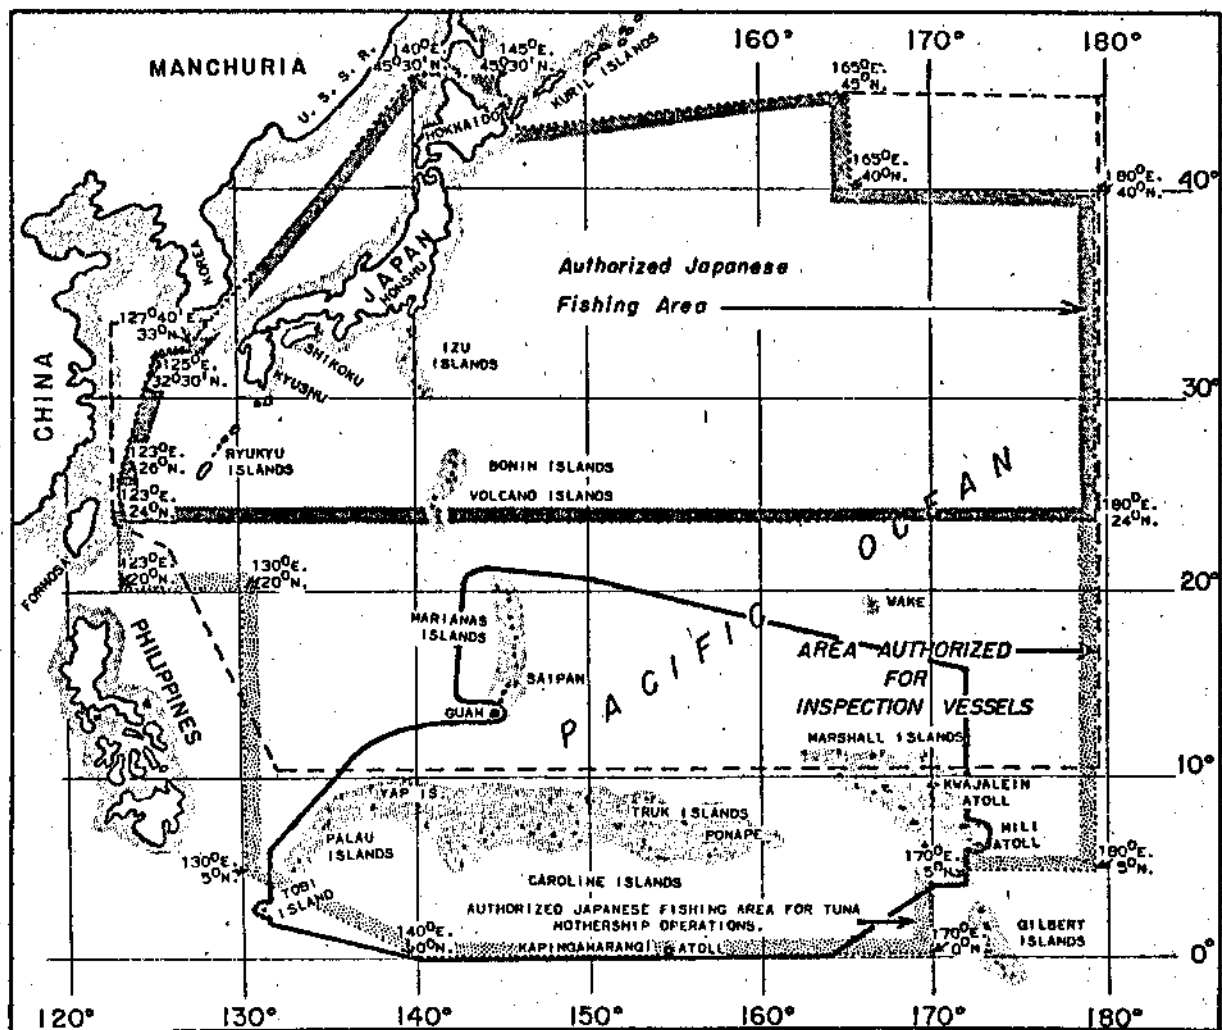 160°
170°
180°
MANCHURIA
U.S.S.R.
140°E.
45°30'N.
145°E.
45°30'N.
KURIL ISLANDS
HOKKAIDO
165°E.
45°N.
165°E.
40°N.
180°E.
40°N.
40°
KOREA
JAPAN
HONSHU
Authorized Japanese
Fishing Area
127°40'E.
33°N.
125°E.
32°30'N.
SHIKOKU
KYUSHU
IZU
ISLANDS
CHINA
30°
123°E.
26°N.
RYUKYU
ISLANDS
BONIN ISLANDS
VOLCANO ISLANDS
123°E.
24°N.
180°
24°N.
PACIFIC OCEAN
FORMOSA
123°E.
20°N.
130°E.
20°N.
20°
WAKE
PHILIPPINES
MARIANAS
ISLANDS
SAIPAN
GUAM
AREA AUTHORIZED
FOR
INSPECTION VESSELS
MARSHALL ISLANDS
10°
YAP IS.
TRUK ISLANDS
PONAPE
KWAJALEIN
ATOLL
MILI
ATOLL
PALAU
ISLANDS
130°E.
5°N.
170°E.
5°N.
180°E.
5°N.
TOBI
ISLAND
CAROLINE ISLANDS
AUTHORIZED JAPANESE FISHING AREA FOR TUNA
MOTHERSHIP OPERATIONS.
140°E.
0°N.
KAPINGAMARANGI ATOLL
170°E.
0°N.
GILBERT
ISLANDS
0°
120°
130°
140°
150°
160°
170°
180°